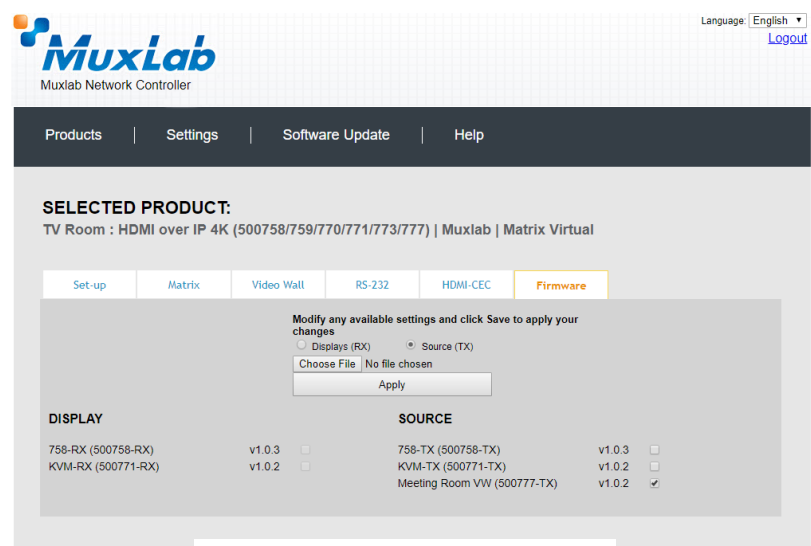 Language: English
Logout
MuxLab
Muxlab Network Controller
Products | Settings | Software Update | Help
SELECTED PRODUCT:
TV Room : HDMI over IP 4K (500758/759/770/771/773/777) | Muxlab | Matrix Virtual
Set-up Matrix Video Wall RS-232 HDMI-CEC Firmware
Modify any available settings and click Save to apply your
changes
Displays (RX) Source (TX)
Choose File No file chosen
Apply
DISPLAY SOURCE
758-RX (500758-RX) v1.0.3 758-TX (500758-TX) v1.0.3
KVM-RX (500771-RX) v1.0.2 KVM-TX (500771-TX) v1.0.2
Meeting Room VW (500777-TX) v1.0.2